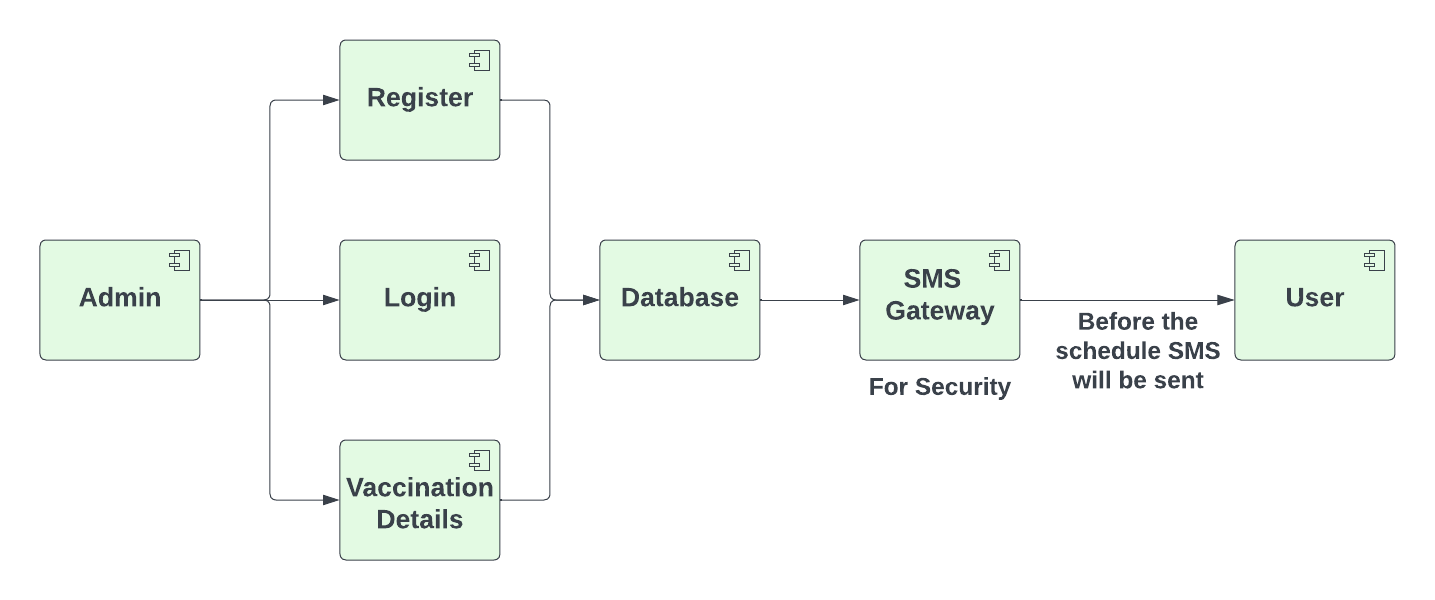 Register
Admin
Login
Database
SMS
Gateway
User
Before the
schedule SMS
will be sent
For Security
Vaccination
Details